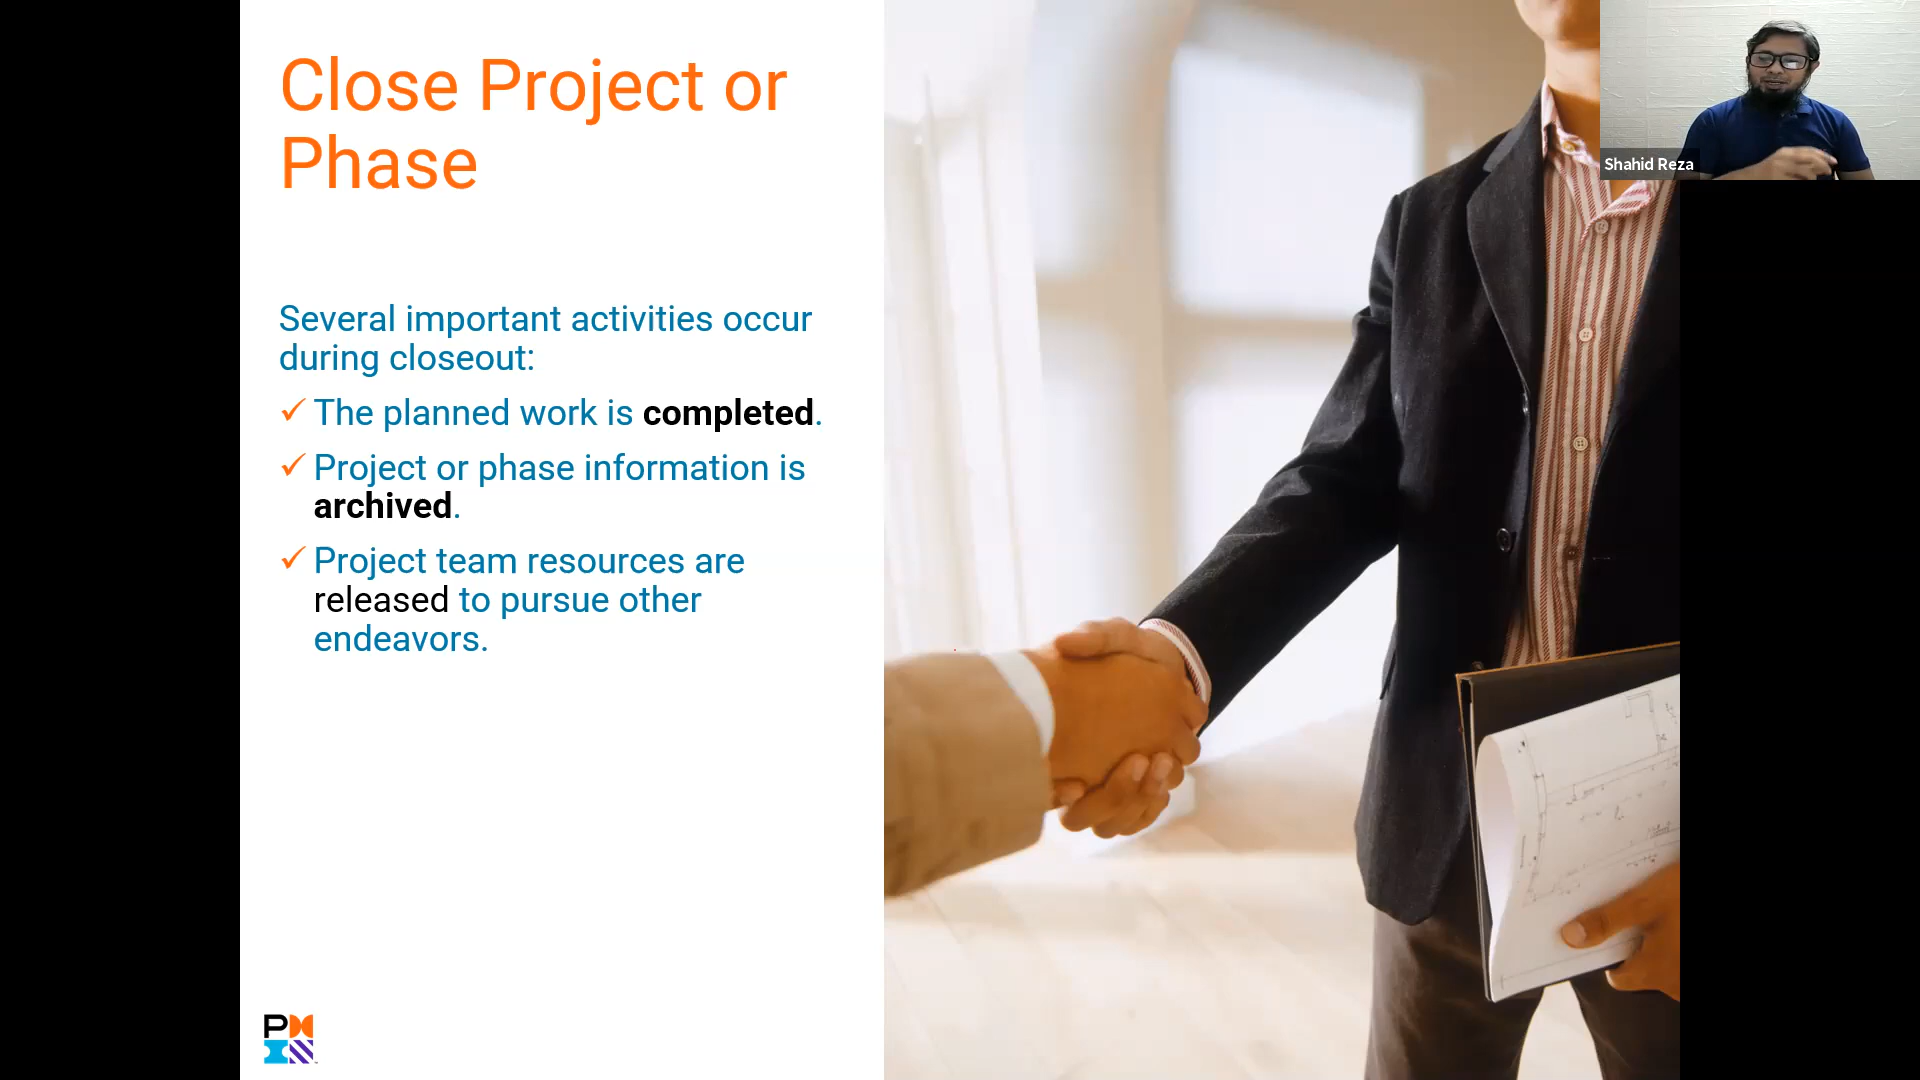 Close Project or
Phase
Several important activities occur
during closeout:
✓ The planned work is completed.
✓ Project or phase information is
archived.
✓ Project team resources are
released to pursue other
endeavors.
Shahid Reza